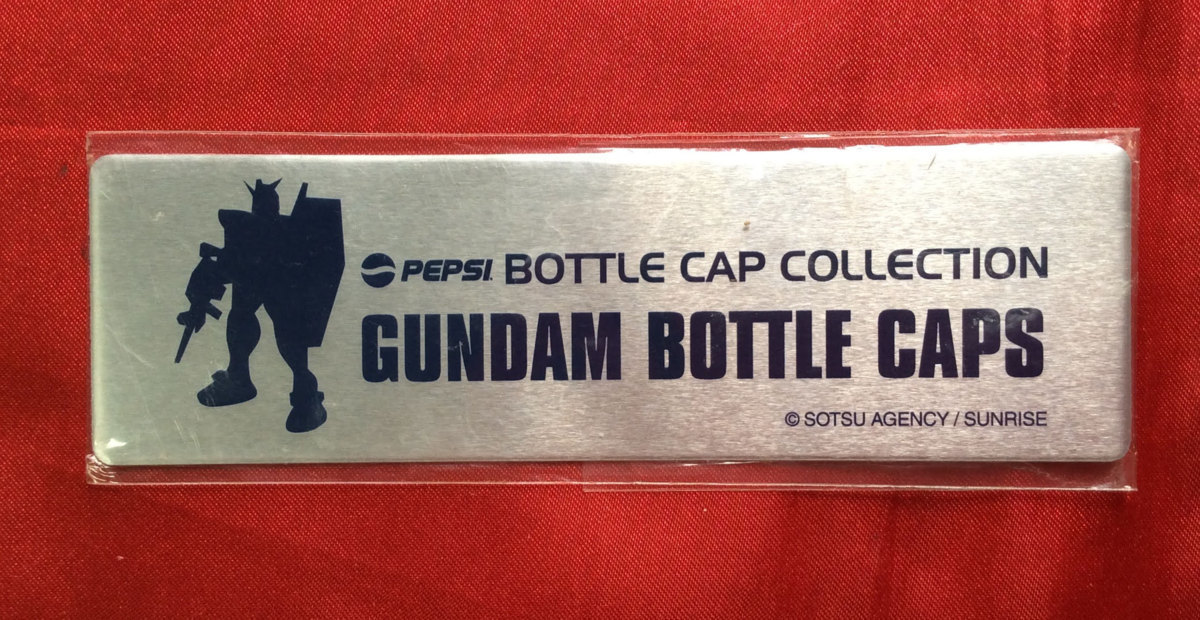 PEPSI. BOTTLE CAP COLLECTION
GUNDAM BOTTLE CAPS
© SOTSU AGENCY / SUNRISE